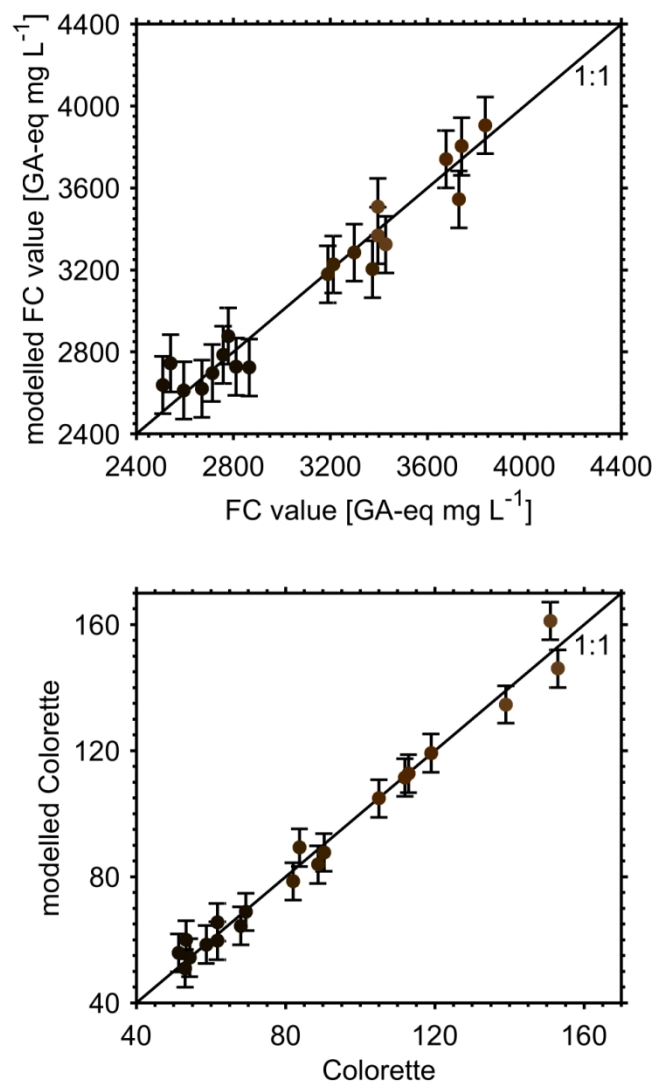 modelled FC value [GA-eq mg L⁻¹]
4400
4000
3600
3200
2800
2400
1:1
2400 2800 3200 3600 4000 4400
FC value [GA-eq mg L⁻¹]
modelled Colorette
160
120
80
40
1:1
40 80 120 160
Colorette